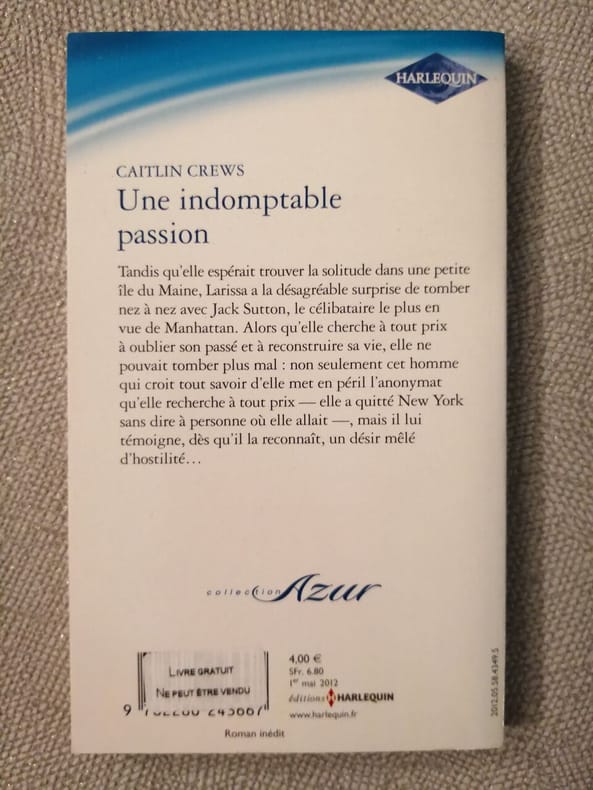 HARLEQUIN
CAITLIN CREWS
Une indomptable
passion
Tandis qu'elle espérait trouver la solitude dans une petite
île du Maine, Larissa a la désagréable surprise de tomber
nez à nez avec Jack Sutton, le célibataire le plus en
vue de Manhattan. Alors qu'elle cherche à tout prix
à oublier son passé et à reconstruire sa vie, elle ne
pouvait tomber plus mal : non seulement cet homme
qui croit tout savoir d'elle met en péril l'anonymat
qu'elle recherche à tout prix — elle a quitté New York
sans dire à personne où elle allait —, mais il lui
témoigne, dès qu'il la reconnaît, un désir mêlé
d'hostilité…
collection Azur
LIVRE GRATUIT
NE PEUT ÊTRE VENDU
4,00 €
SFr. 6.80
1er mai 2012
éditions HARLEQUIN
www.harlequin.fr
2012.05.58.4349.5
Roman inédit